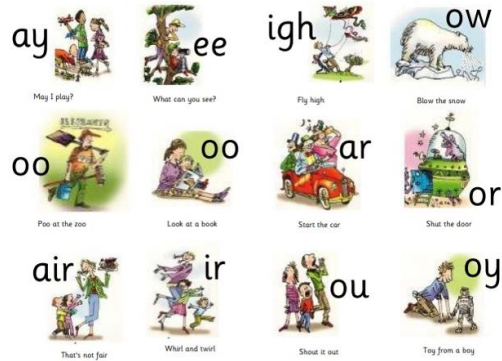 ay
ee
igh
ow
May I play?
What can you see?
Fly high
Blow the snow
oo
oo
ar
or
Poo at the zoo
Look at a book
Start the car
Shut the door
air
ir
ou
oy
That's not fair
Whirl and twirl
Shout it out
Toy from a boy